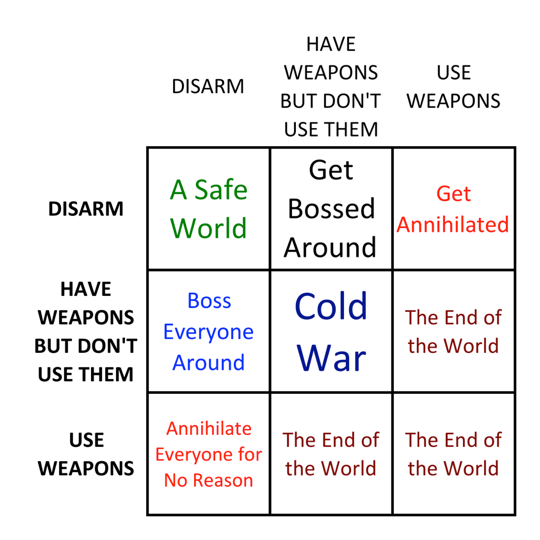 HAVE
WEAPONS
BUT DON'T
USE THEM
DISARM
USE
WEAPONS
DISARM
A Safe
World
Get
Bossed
Around
Get
Annihilated
HAVE
WEAPONS
BUT DON'T
USE THEM
Boss
Everyone
Around
Cold
War
The End of
the World
USE
WEAPONS
Annihilate
Everyone for
No Reason
The End of
the World
The End of
the World